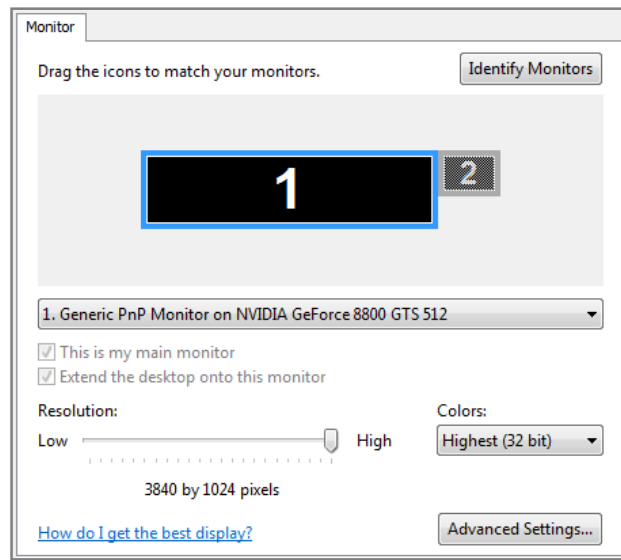 Monitor
Drag the icons to match your monitors.
Identify Monitors
1
2
1. Generic PnP Monitor on NVIDIA GeForce 8800 GTS 512
This is my main monitor
Extend the desktop onto this monitor
Resolution:
Colors:
Low
High
Highest (32 bit)
3840 by 1024 pixels
How do I get the best display?
Advanced Settings...